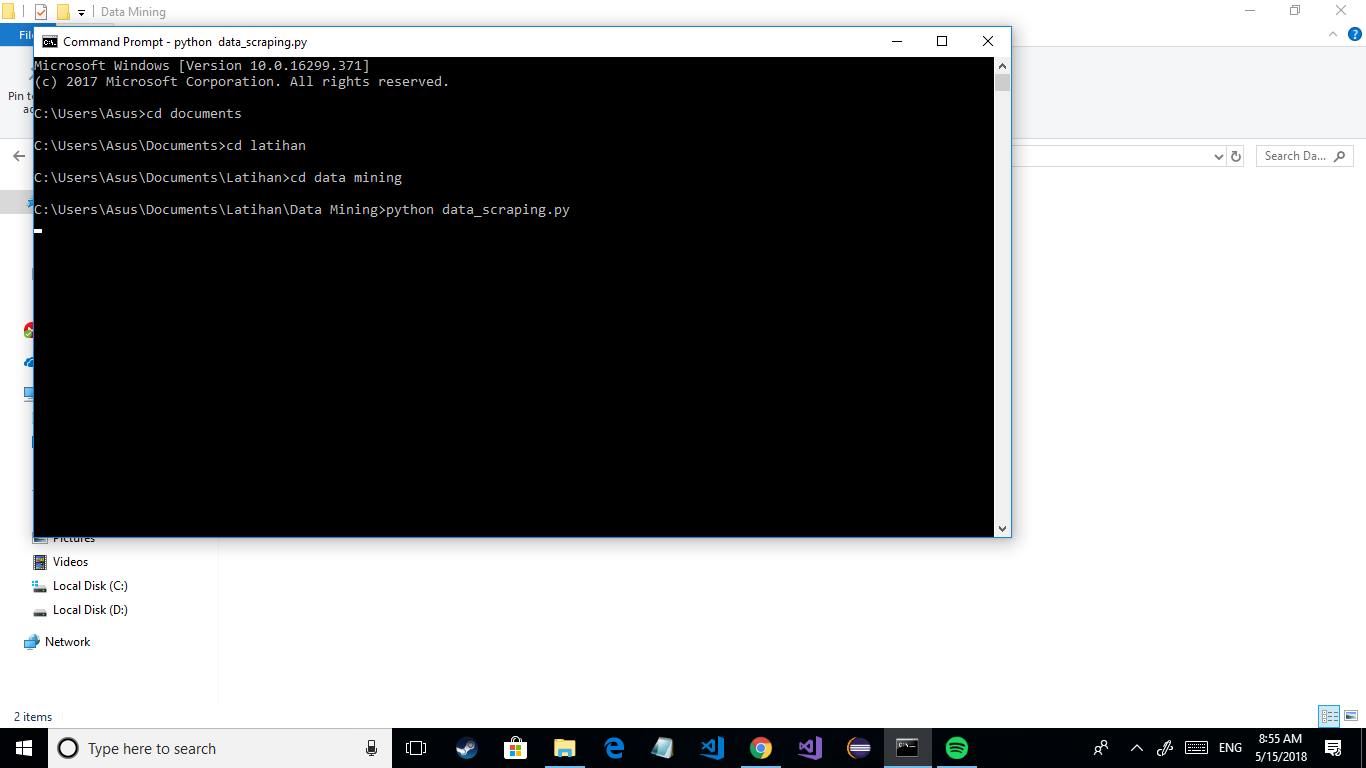 Data Mining
Fil
Command Prompt - python  data_scraping.py
Microsoft Windows [Version 10.0.16299.371]
(c) 2017 Microsoft Corporation. All rights reserved.
C:\Users\Asus>cd documents
C:\Users\Asus\Documents>cd latihan
C:\Users\Asus\Documents\Latihan>cd data mining
C:\Users\Asus\Documents\Latihan\Data Mining>python data_scraping.py
Pin to
ac
Search Da...
Pictures
Videos
Local Disk (C:)
Local Disk (D:)
Network
2 items
Type here to search
ENG
8:55 AM
5/15/2018